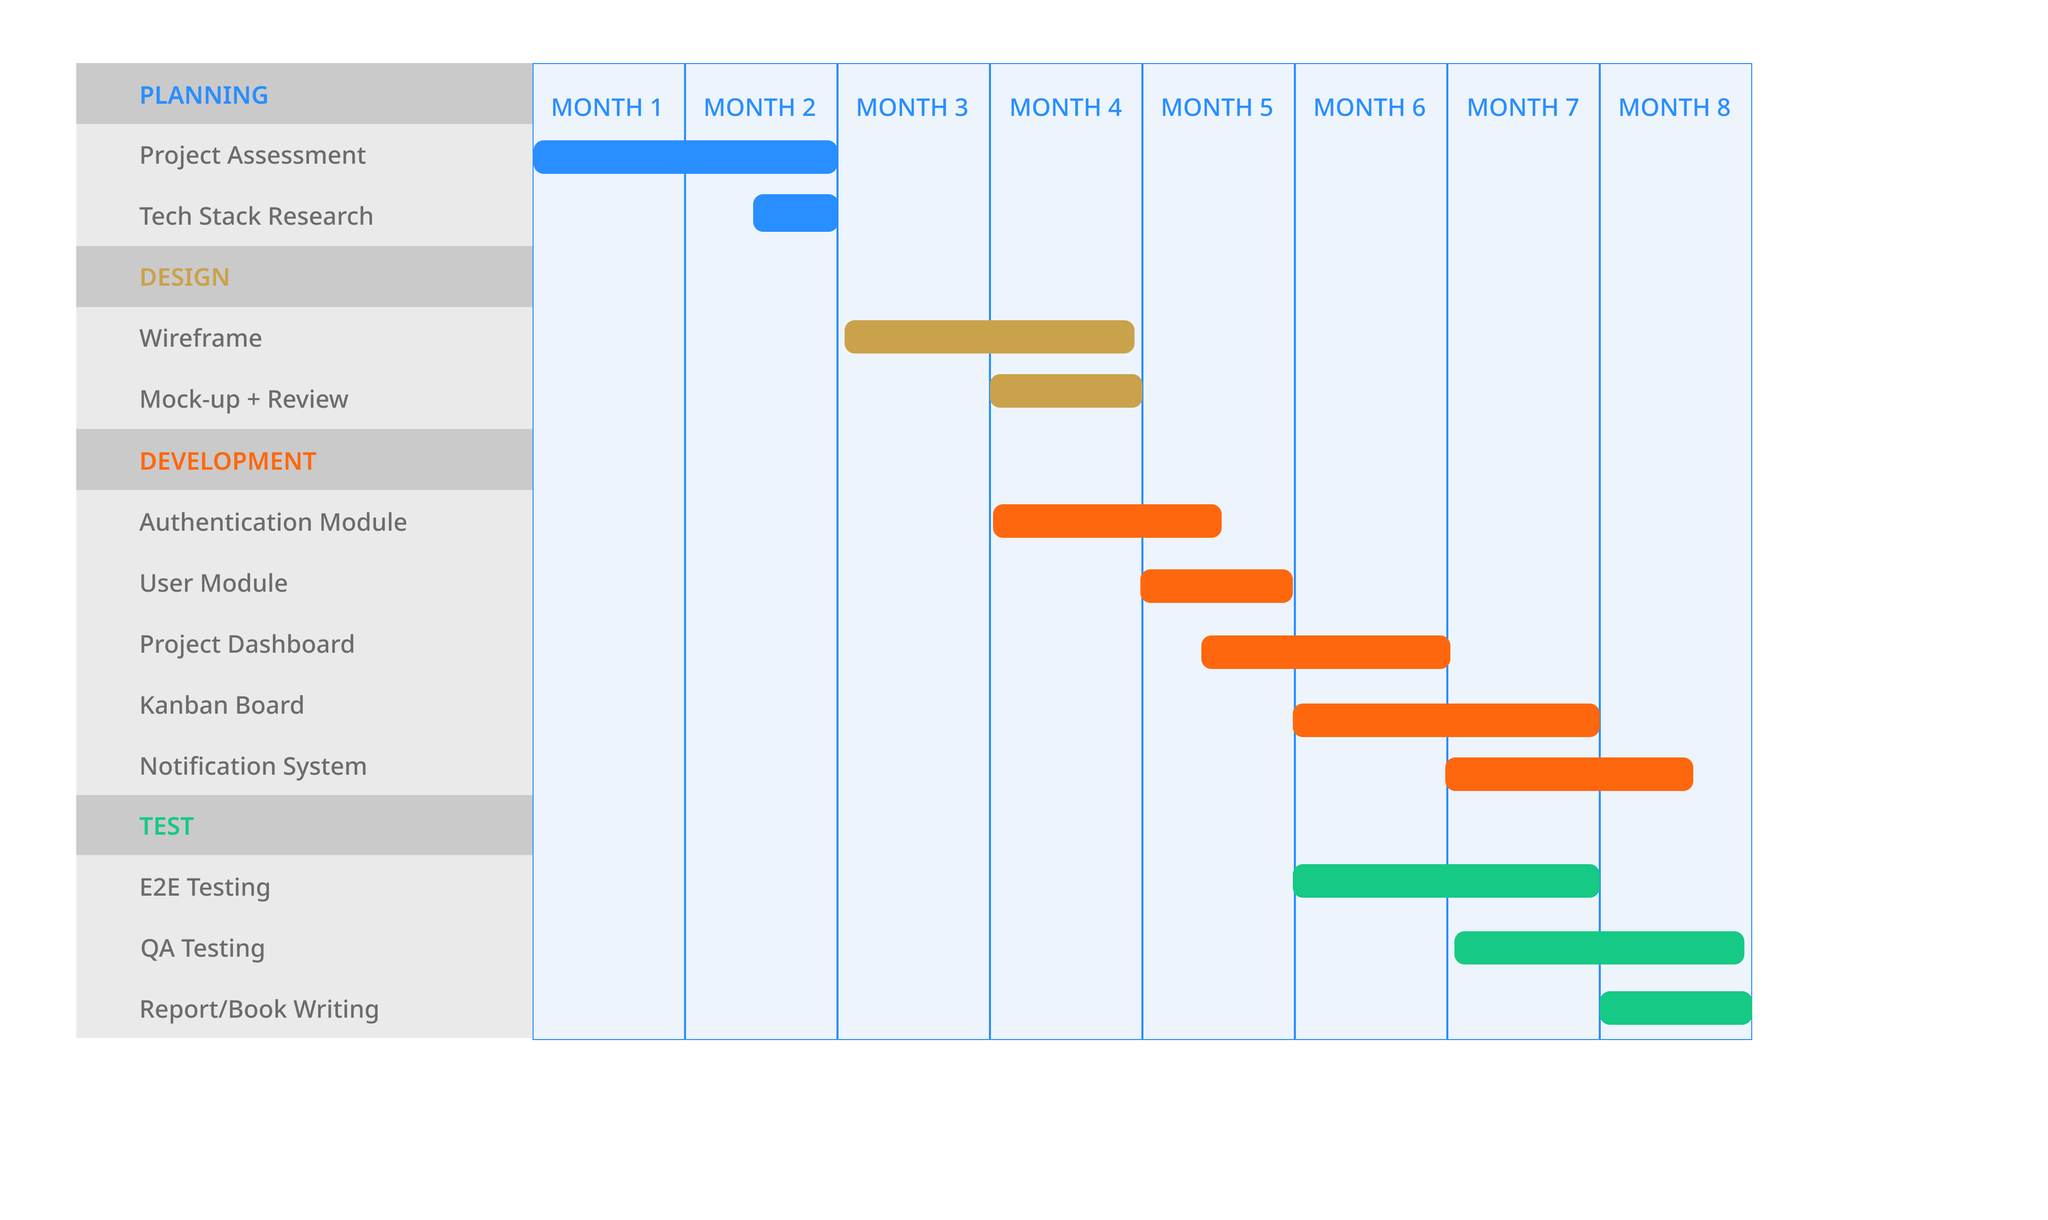 PLANNING
MONTH 1 MONTH 2 MONTH 3 MONTH 4 MONTH 5 MONTH 6 MONTH 7 MONTH 8
Project Assessment
Tech Stack Research
DESIGN
Wireframe
Mock-up + Review
DEVELOPMENT
Authentication Module
User Module
Project Dashboard
Kanban Board
Notification System
TEST
E2E Testing
QA Testing
Report/Book Writing